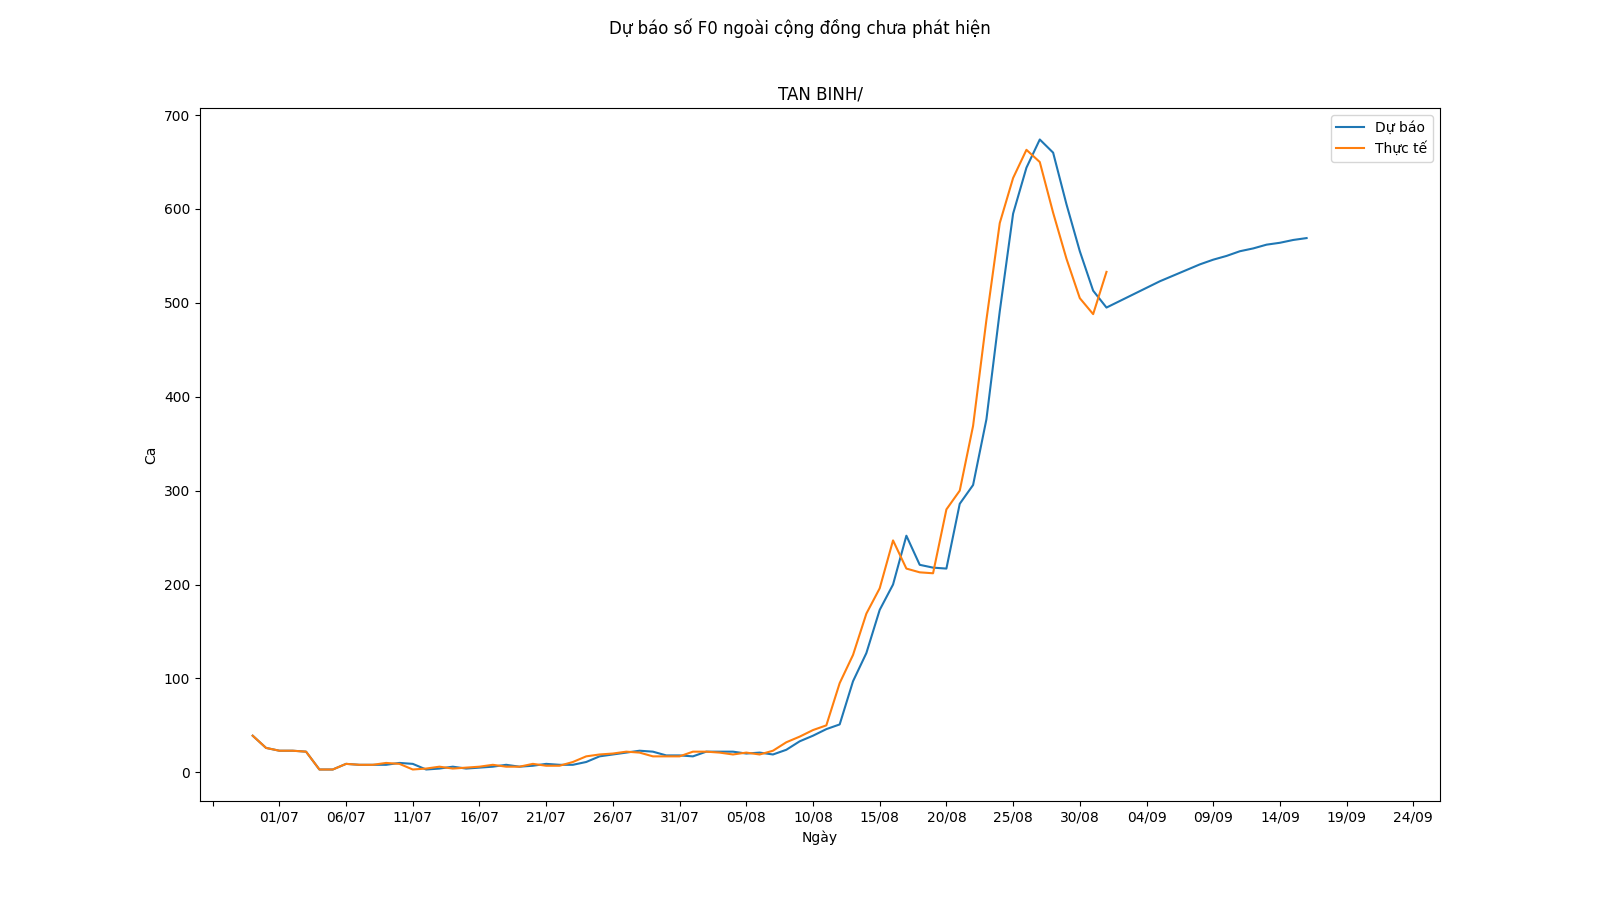 Dự báo số F0 ngoài cộng đồng chưa phát hiện
TAN BINH/
700
600
500
400
300
200
100
0
Ca
Dự báo
Thực tế
01/07 06/07 11/07 16/07 21/07 26/07 31/07 05/08 10/08 15/08 20/08 25/08 30/08 04/09 09/09 14/09 19/09 24/09
Ngày